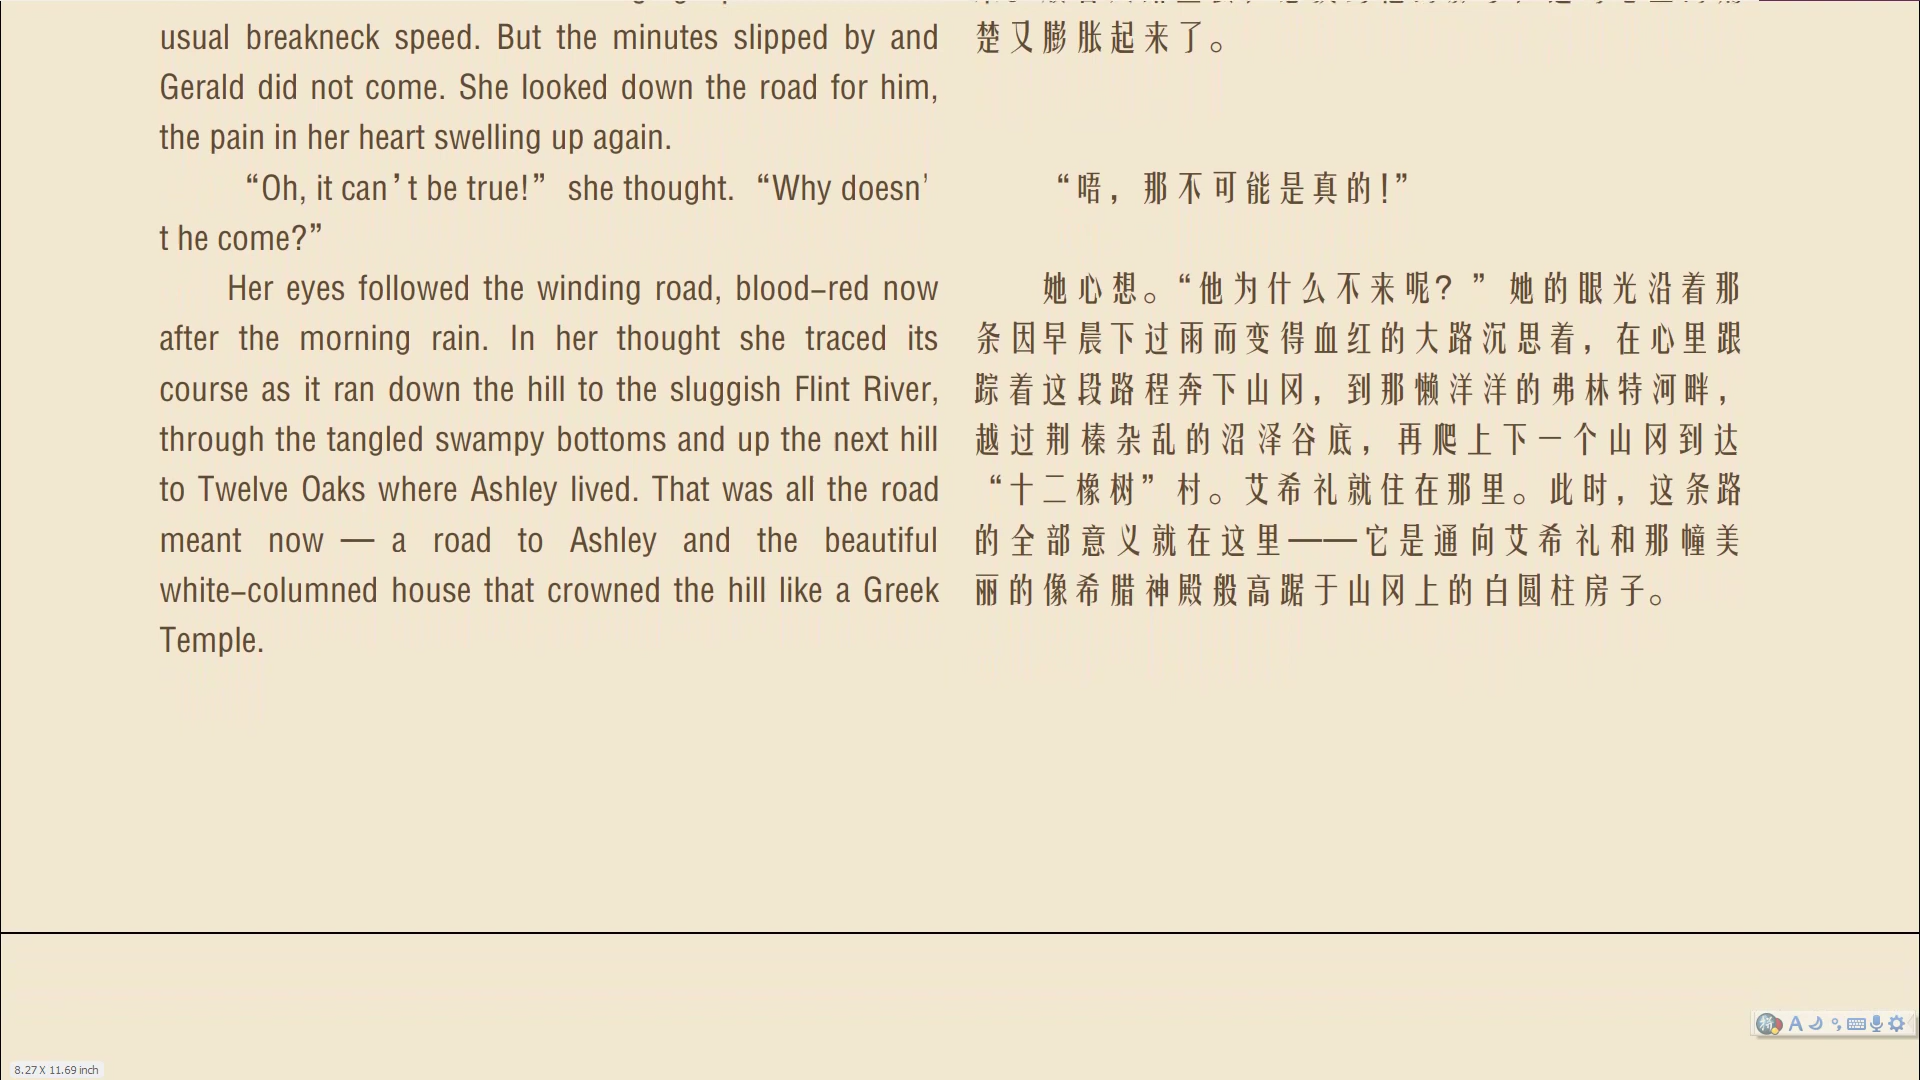 usual breakneck speed. But the minutes slipped by and
Gerald did not come. She looked down the road for him,
the pain in her heart swelling up again.
“Oh, it can’t be true!” she thought. “Why doesn’
t he come?”
Her eyes followed the winding road, blood–red now
after the morning rain. In her thought she traced its
course as it ran down the hill to the sluggish Flint River,
through the tangled swampy bottoms and up the next hill
to Twelve Oaks where Ashley lived. That was all the road
meant now — a road to Ashley and the beautiful
white–columned house that crowned the hill like a Greek
Temple.
楚又膨胀起来了。
“唔，那不可能是真的！”
她心想。“他为什么不来呢？”她的眼光沿着那
条因早晨下过雨而变得血红的大路沉思着，在心里跟
踪着这段路程奔下山冈，到那懒洋洋的弗林特河畔，
越过荆榛杂乱的沼泽谷底，再爬上下一个山冈到达
“十二橡树”村。艾希礼就住在那里。此时，这条路
的全部意义就在这里——它是通向艾希礼和那幢美
丽的像希腊神殿般高踞于山冈上的白圆柱房子。
A
8.27 X 11.69 inch